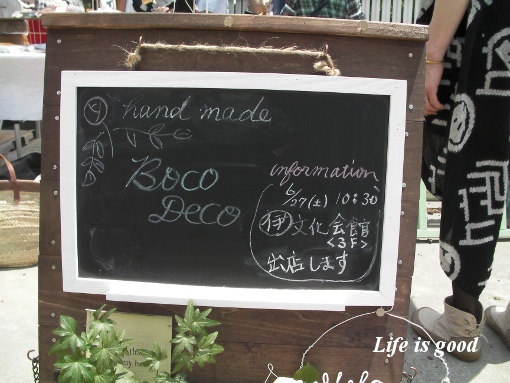 hand made
Boco
Deco
information
6/27(土) 10:30
伊 文化会館
<3F>
出店します
Life is good